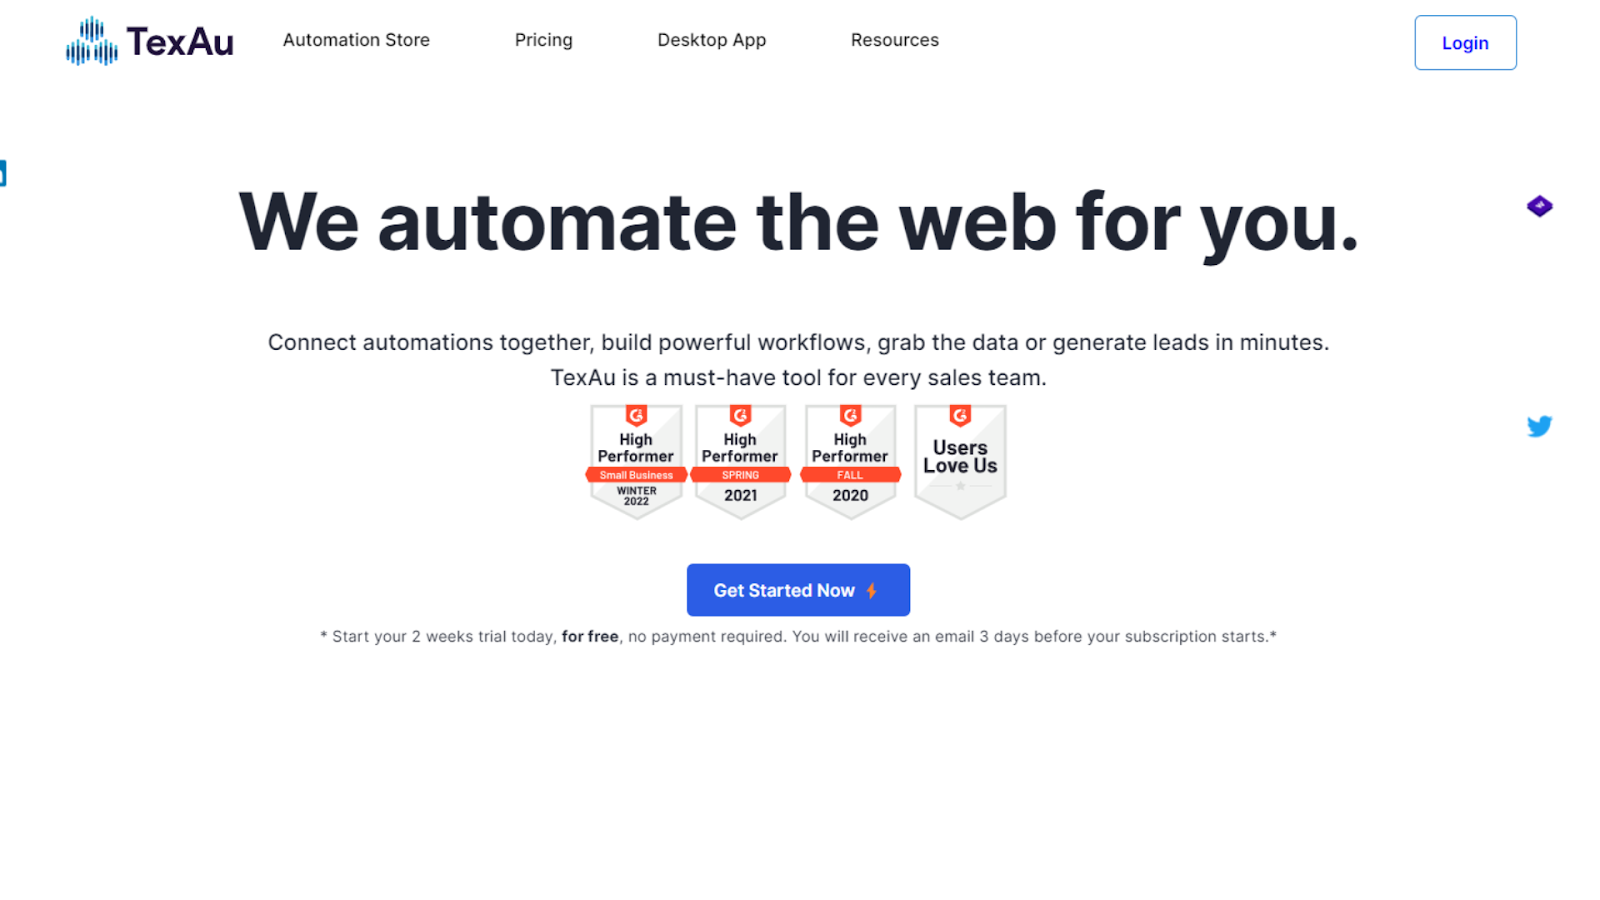 TexAu
Automation Store
Pricing
Desktop App
Resources
Login
We automate the web for you.
Connect automations together, build powerful workflows, grab the data or generate leads in minutes.
TexAu is a must-have tool for every sales team.
High
Performer
Small Business
WINTER
2022
High
Performer
SPRING
2021
High
Performer
FALL
2020
Users
Love Us
Get Started Now
* Start your 2 weeks trial today, for free, no payment required. You will receive an email 3 days before your subscription starts.*